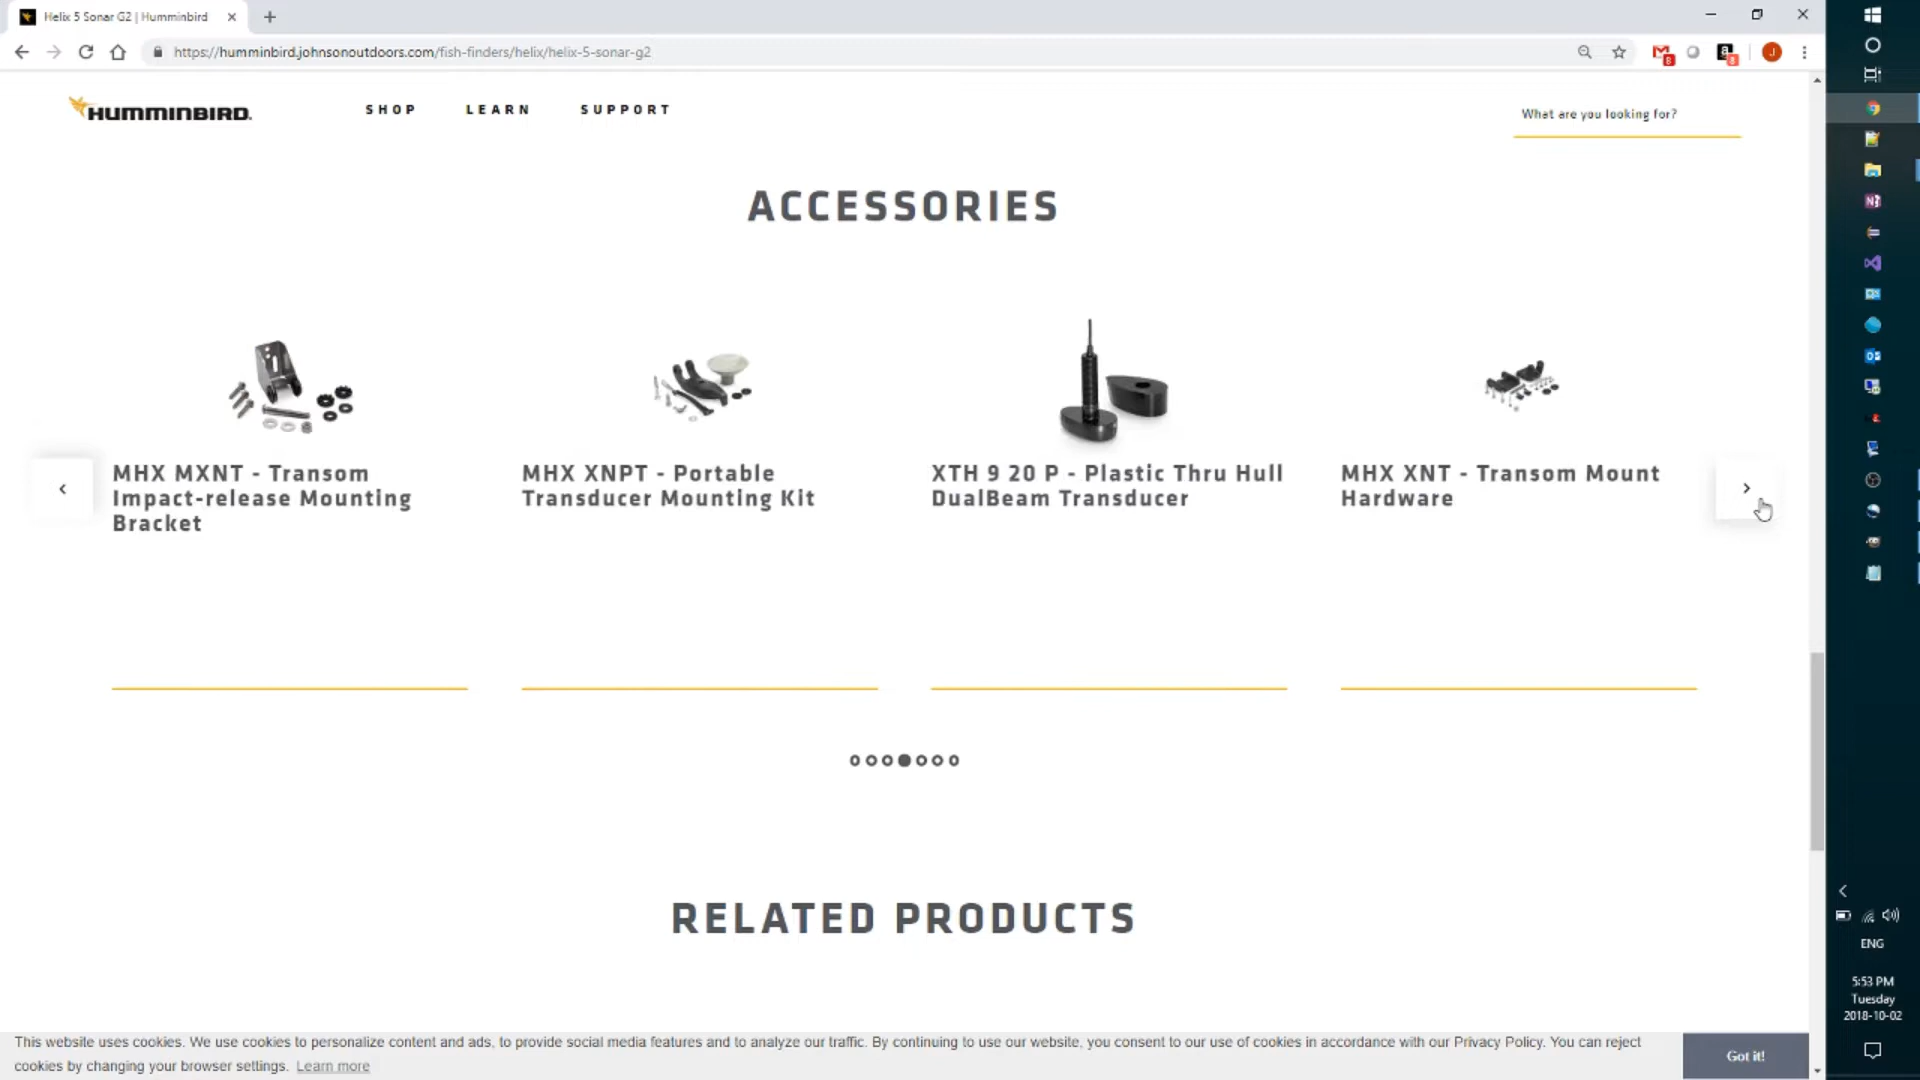 Helix 5 Sonar G2 | Humminbird
https://humminbird.johnsonoutdoors.com/fish-finders/helix/helix-5-sonar-g2
HUMMINBIRD.
SHOP
LEARN
SUPPORT
What are you looking for?
ACCESSORIES
MHX MXNT - Transom
Impact-release Mounting
Bracket
MHX XNPT - Portable
Transducer Mounting Kit
XTH 9 20 P - Plastic Thru Hull
DualBeam Transducer
MHX XNT - Transom Mount
Hardware
RELATED PRODUCTS
This website uses cookies. We use cookies to personalize content and ads, to provide social media features and to analyze our traffic. By continuing to use our website, you consent to our use of cookies in accordance with our Privacy Policy. You can reject
cookies by changing your browser settings. Learn more
Got it!
ENG
5:53 PM
Tuesday
2018-10-02